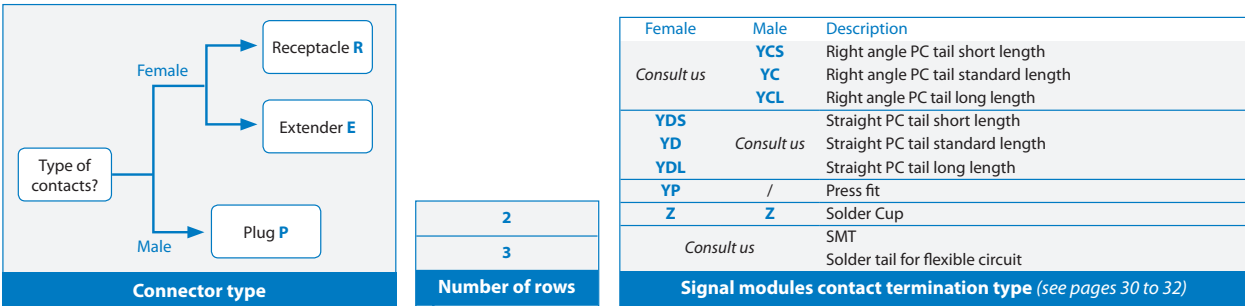 Receptacle R
Female
Extender E
Type of
contacts?
Plug P
Male
Connector type
2
3
Number of rows
Female Male Description
YCS Right angle PC tail short length
Consult us YC Right angle PC tail standard length
YCL Right angle PC tail long length
YDS Straight PC tail short length
YD Consult us Straight PC tail standard length
YDL Straight PC tail long length
YP / Press fit
Z Z Solder Cup
SMT
Consult us
Solder tail for flexible circuit
Signal modules contact termination type (see pages 30 to 32)